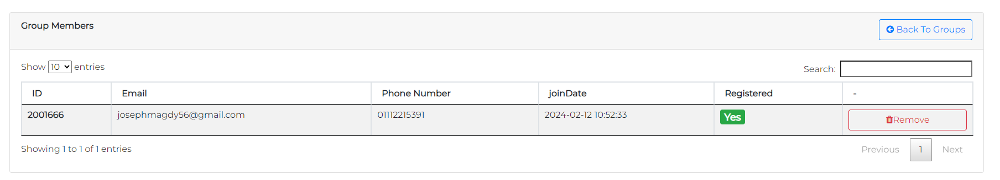 Group Members
Back To Groups
Show 10 entries
Search:
ID Email Phone Number joinDate Registered -
2001666 josephmagdy56@gmail.com 01112215391 2024-02-12 10:52:33 Yes Remove
Showing 1 to 1 of 1 entries
Previous 1 Next